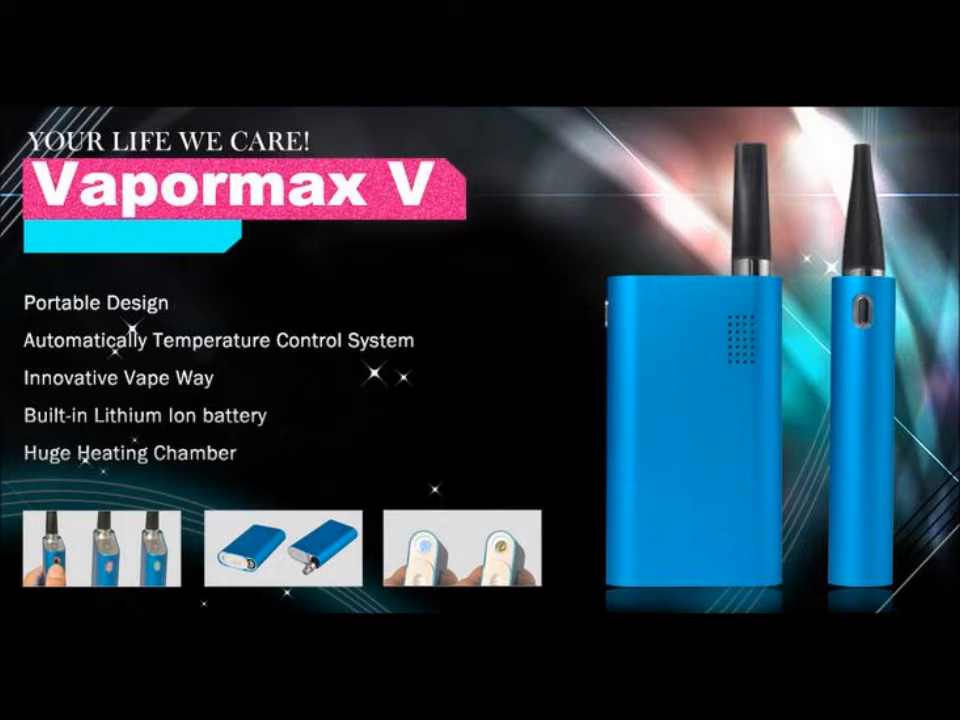 YOUR LIFE WE CARE!
Vapormax V
Portable Design
Automatically Temperature Control System
Innovative Vape Way
Built-in Lithium Ion battery
Huge Heating Chamber